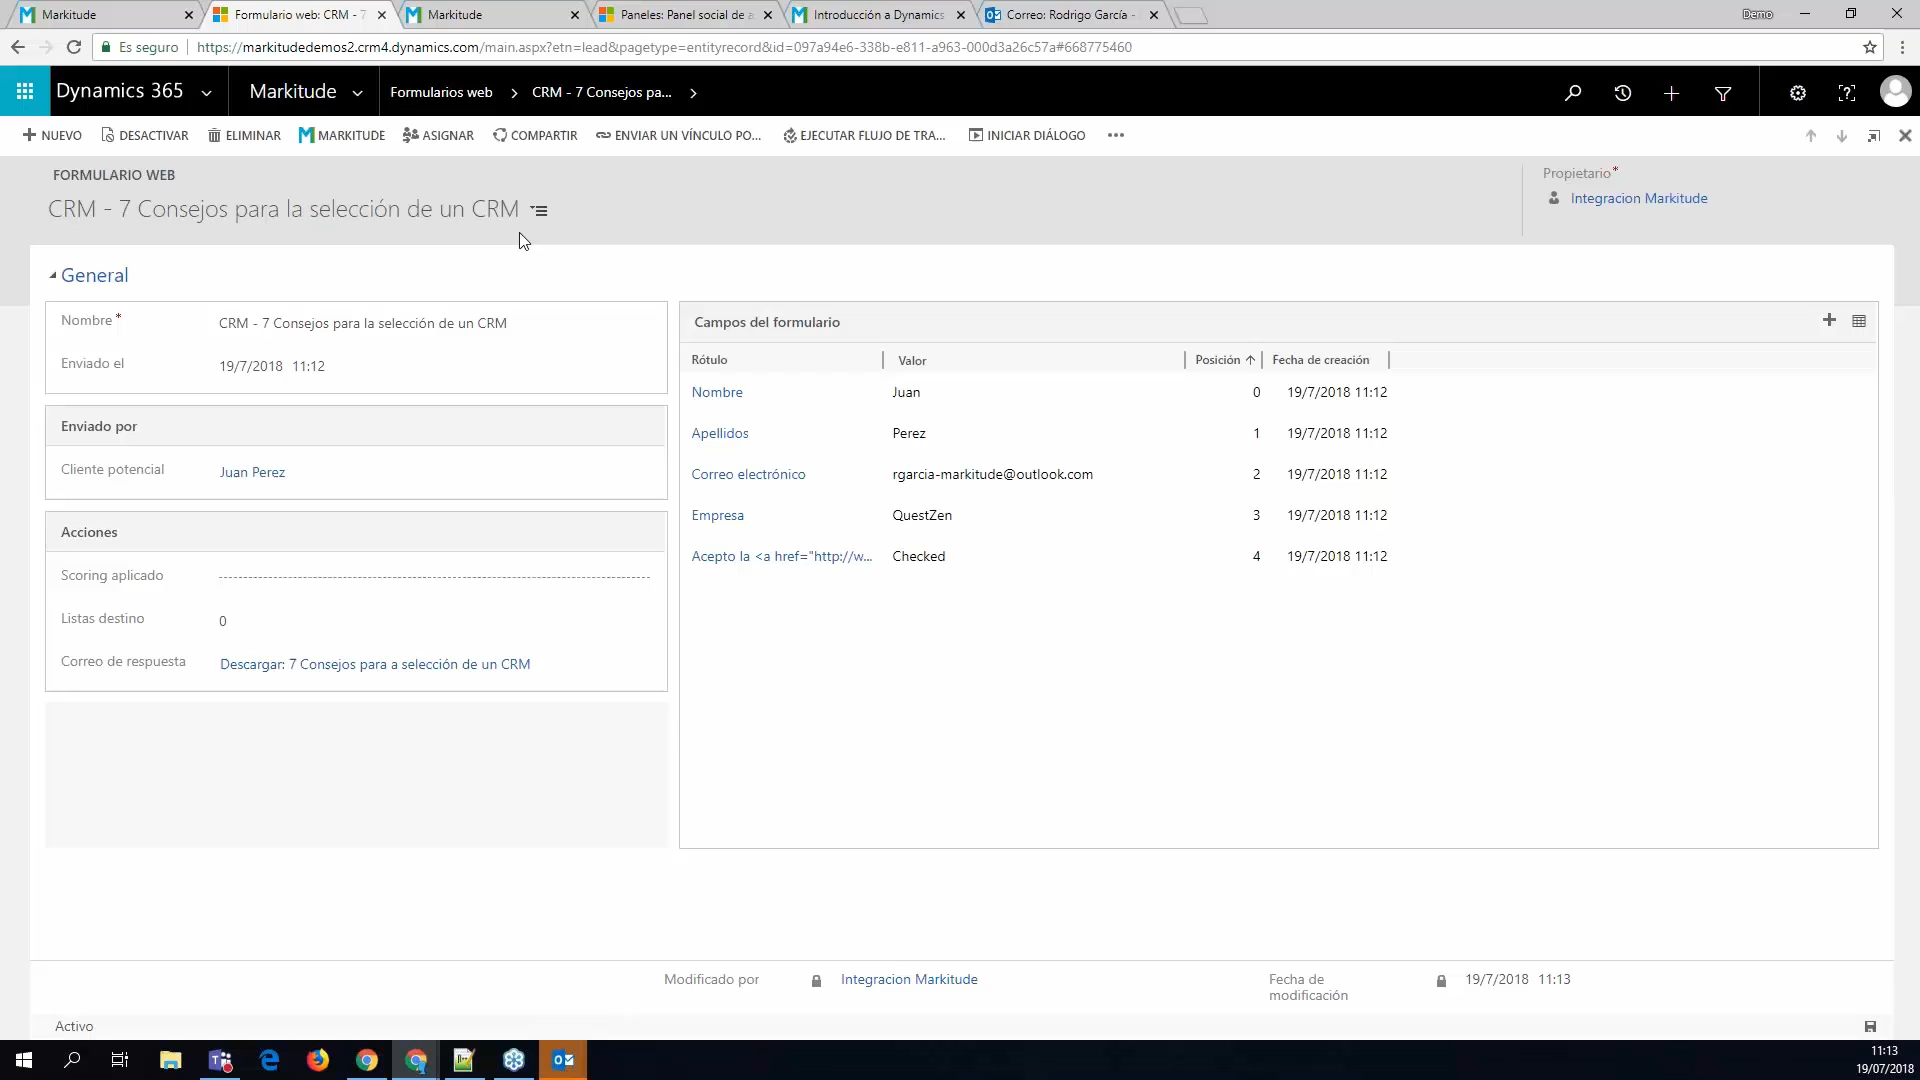 Markitude
Formulario web: CRM - 7
Markitude
Paneles: Panel social de a
Introducción a Dynamics
Correo: Rodrigo García -
Demo
Es seguro
https://markitudedemos2.crm4.dynamics.com/main.aspx?etn=lead&pagetype=entityrecord&id=097a94e6-338b-e811-a963-000d3a26c57a#668775460
Dynamics 365
Markitude
Formularios web
CRM - 7 Consejos pa...
NUEVO
DESACTIVAR
ELIMINAR
MARKITUDE
ASIGNAR
COMPARTIR
ENVIAR UN VÍNCULO PO...
EJECUTAR FLUJO DE TRA...
INICIAR DIÁLOGO
FORMULARIO WEB
CRM - 7 Consejos para la selección de un CRM
Propietario*
Integracion Markitude
General
Nombre*
CRM - 7 Consejos para la selección de un CRM
Enviado el
19/7/2018 11:12
Enviado por
Cliente potencial
Juan Perez
Acciones
Scoring aplicado
Listas destino
0
Correo de respuesta
Descargar: 7 Consejos para a selección de un CRM
Campos del formulario
Rótulo Valor Posición Fecha de creación
Nombre Juan 0 19/7/2018 11:12
Apellidos Perez 1 19/7/2018 11:12
Correo electrónico rgarcia-markitude@outlook.com 2 19/7/2018 11:12
Empresa QuestZen 3 19/7/2018 11:12
Acepto la <a href="http://w... Checked 4 19/7/2018 11:12
Modificado por
Integracion Markitude
Fecha de
modificación
19/7/2018 11:13
Activo
11:13
19/07/2018